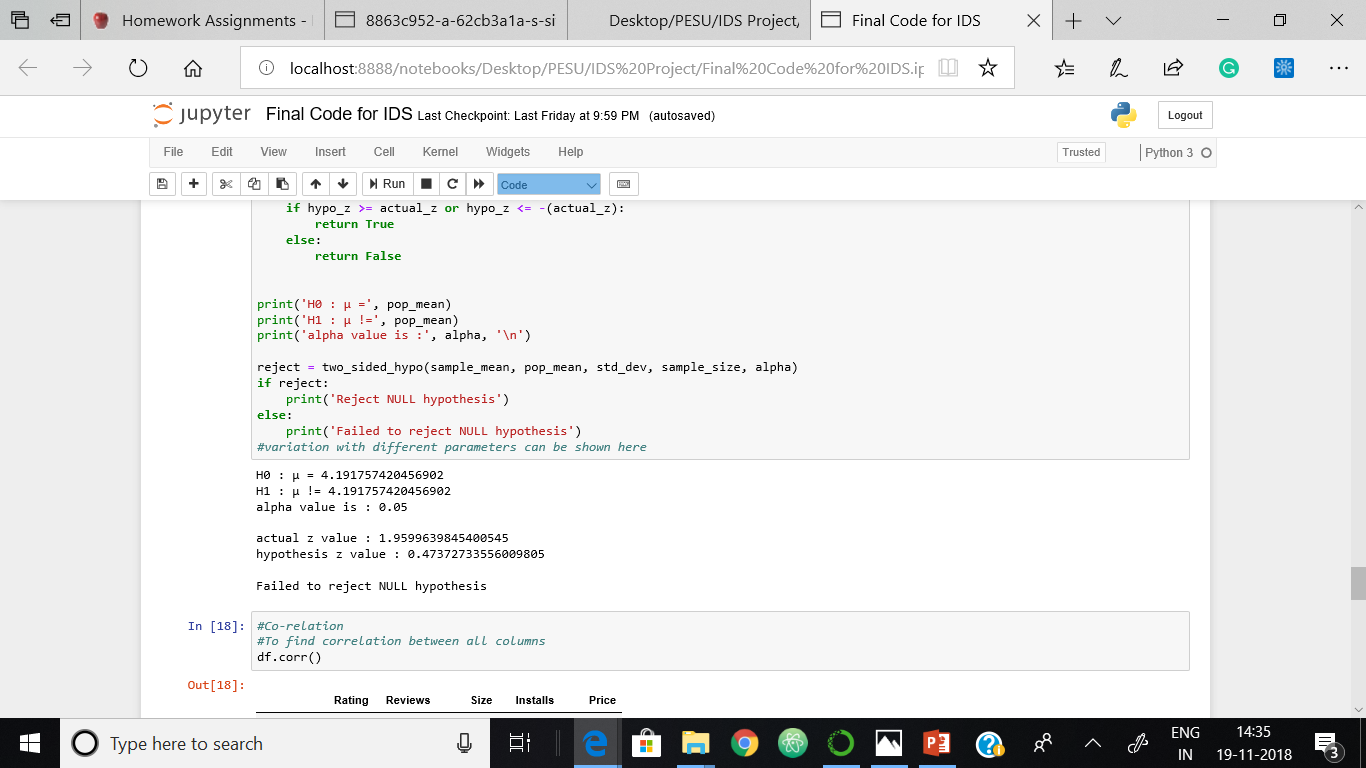 Homework Assignments -
8863c952-a-62cb3a1a-s-si
Desktop/PESU/IDS Project,
Final Code for IDS
localhost:8888/notebooks/Desktop/PESU/IDS%20Project/Final%20Code%20for%20IDS.ip
jupyter Final Code for IDS Last Checkpoint: Last Friday at 9:59 PM (autosaved)
Logout
File Edit View Insert Cell Kernel Widgets Help
Trusted
Python 3
Run
Code
    if hypo_z >= actual_z or hypo_z <= -(actual_z):
        return True
    else:
        return False
print('H0 : μ =', pop_mean)
print('H1 : μ !=', pop_mean)
print('alpha value is :', alpha, '\n')
reject = two_sided_hypo(sample_mean, pop_mean, std_dev, sample_size, alpha)
if reject:
    print('Reject NULL hypothesis')
else:
    print('Failed to reject NULL hypothesis')
#variation with different parameters can be shown here
H0 : μ = 4.191757420456902
H1 : μ != 4.191757420456902
alpha value is : 0.05
actual z value : 1.9599639845400545
hypothesis z value : 0.47372733556009805
Failed to reject NULL hypothesis
In [18]: #Co-relation
#To find correlation between all columns
df.corr()
Out[18]:
Rating Reviews Size Installs Price
Type here to search
ENG
IN
14:35
19-11-2018
3